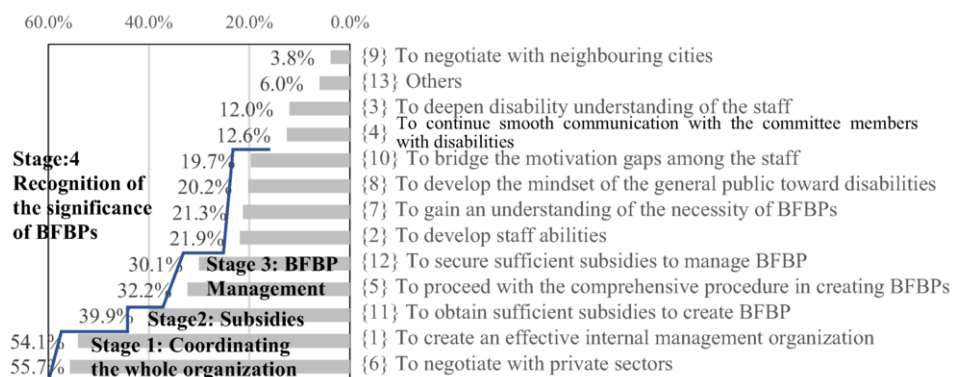 60.0% 40.0% 20.0% 0.0%
3.8% {9} To negotiate with neighbouring cities
6.0% {13} Others
12.0% {3} To deepen disability understanding of the staff
12.6% {4} To continue smooth communication with the committee members
with disabilities
Stage:4
Recognition of
the significance
of BFBPs
19.7% {10} To bridge the motivation gaps among the staff
20.2% {8} To develop the mindset of the general public toward disabilities
21.3% {7} To gain an understanding of the necessity of BFBPs
21.9% {2} To develop staff abilities
30.1% {12} To secure sufficient subsidies to manage BFBP
Stage 3: BFBP
Management
32.2% {5} To proceed with the comprehensive procedure in creating BFBPs
39.9% {11} To obtain sufficient subsidies to create BFBP
Stage2: Subsidies
54.1% {1} To create an effective internal management organization
Stage 1: Coordinating
the whole organization
55.7% {6} To negotiate with private sectors